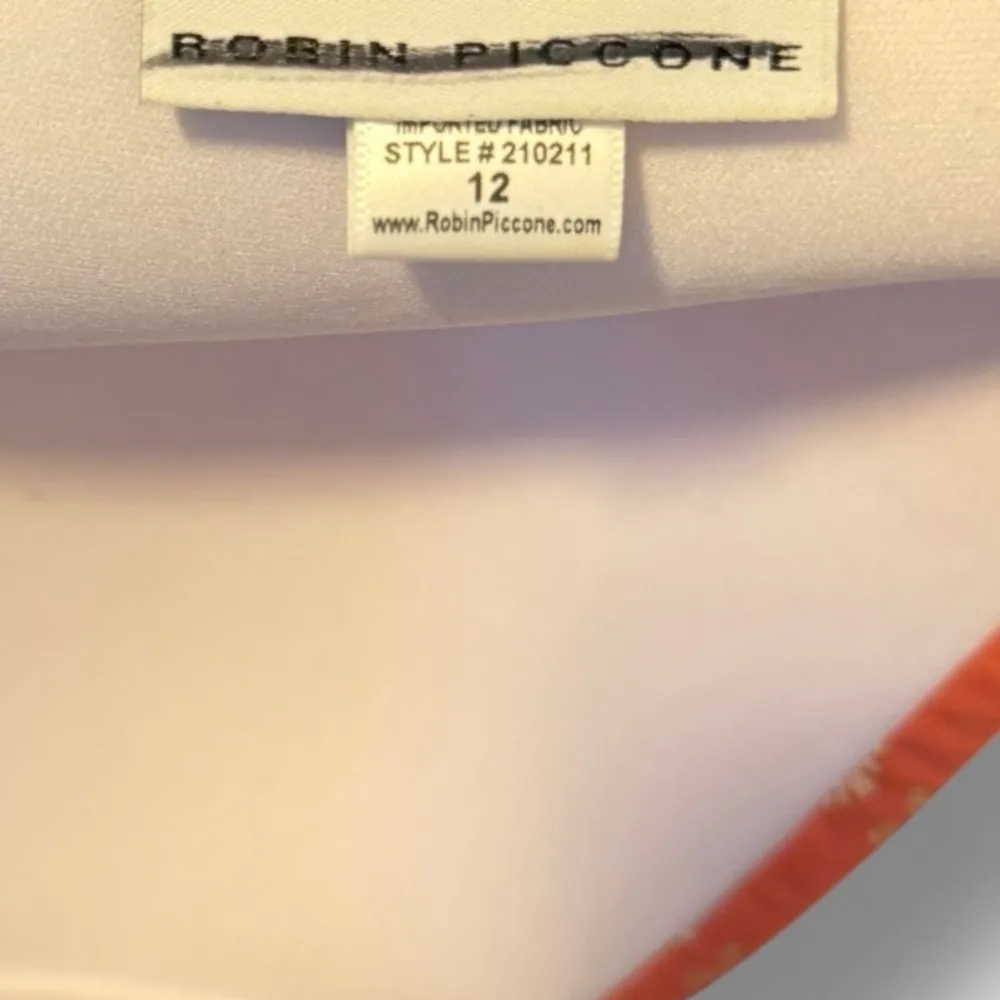 ROBIN PICCONE
IMPORTED FABRIC
STYLE # 210211
12
www.RobinPiccone.com